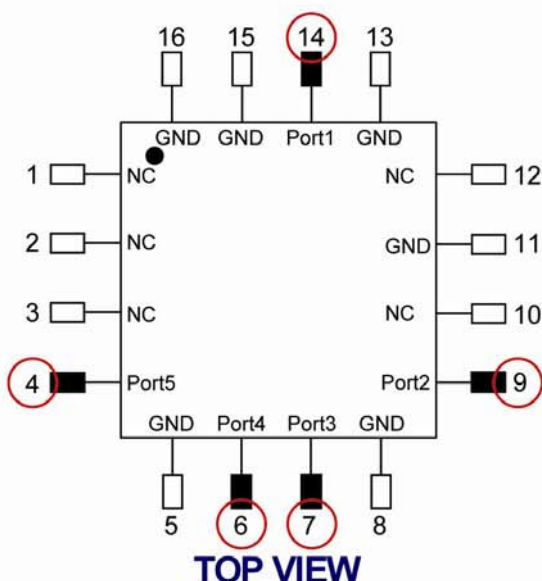 16 15 14 13
GND GND Port1 GND
1 NC NC 12
2 NC GND 11
3 NC NC 10
4 Port5 Port2 9
GND Port4 Port3 GND
5 6 7 8
TOP VIEW